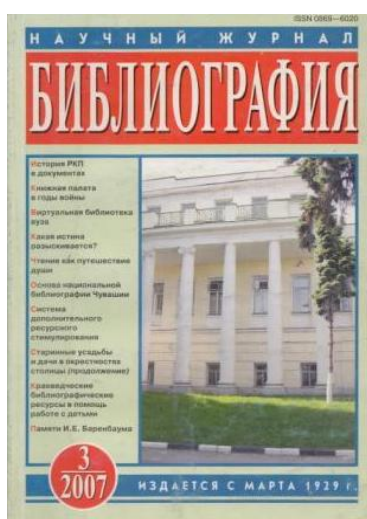 ISSN 0869—6020
НАУЧНЫЙ ЖУРНАЛ
БИБЛИОГРАФИЯ
История РКП
в документах
Книжная палата
в годы войны
Виртуальная библиотека
вуза
Какая истина
разыскивается?
Чтение как путешествие
души
Основа национальной
библиографии Чувашии
Система
дополнительного
ресурсного
стимулирования
Старинные усадьбы
и дачи в окрестностях
столицы (продолжение)
Краеведческие
библиографические
ресурсы в помощь
работе с детьми
Памяти И.Е. Баренбаума
3
2007
ИЗДАЕТСЯ С МАРТА 1929 г.